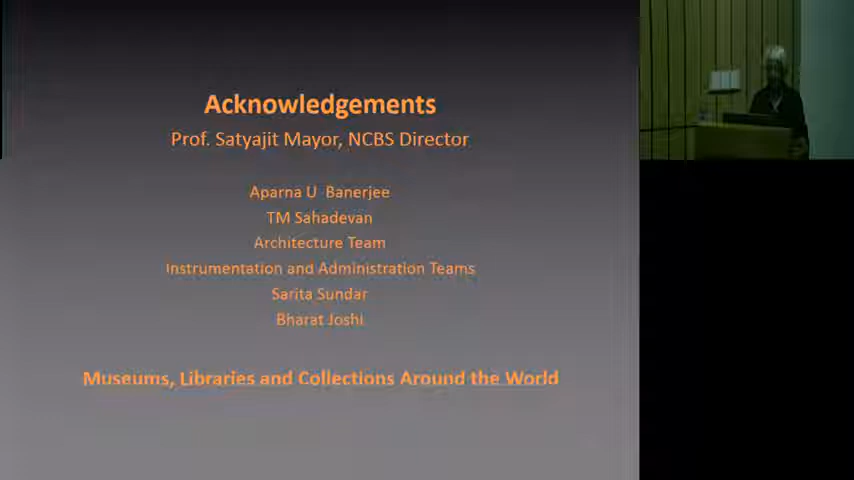 Acknowledgements
Prof. Satyajit Mayor, NCBS Director
Aparna U Banerjee
TM Sahadevan
Architecture Team
Instrumentation and Administration Teams
Sarita Sundar
Bharat Joshi
Museums, Libraries and Collections Around the World